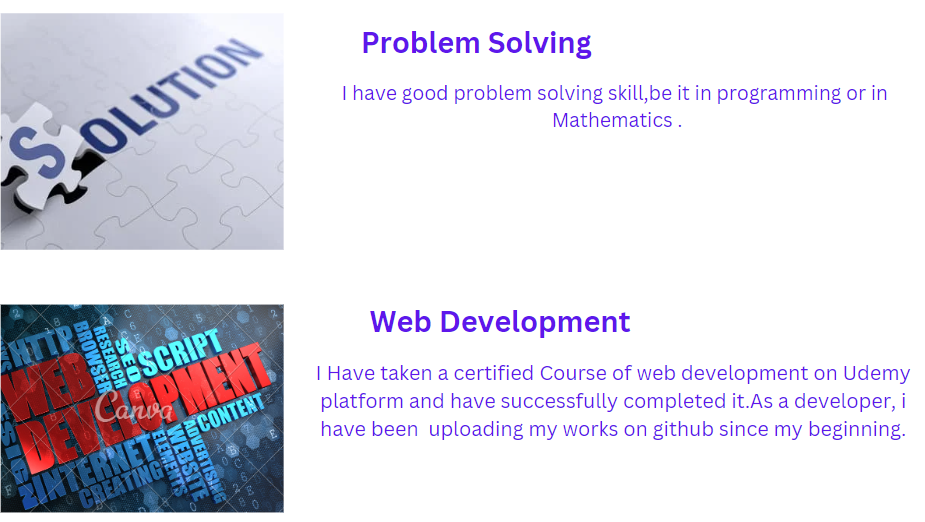 SOLUTION
Problem Solving
I have good problem solving skill,be it in programming or in
Mathematics .
HTTP
BROWSER
RESEARCH
SEO
SCRIPT
WEB
DEVELOPMENT
Canva
CONTENT
INTERNET
CREATING
ELEMENTS
WEBSITE
ADVERTISING
Web Development
I Have taken a certified Course of web development on Udemy
platform and have successfully completed it.As a developer, i
have been  uploading my works on github since my beginning.